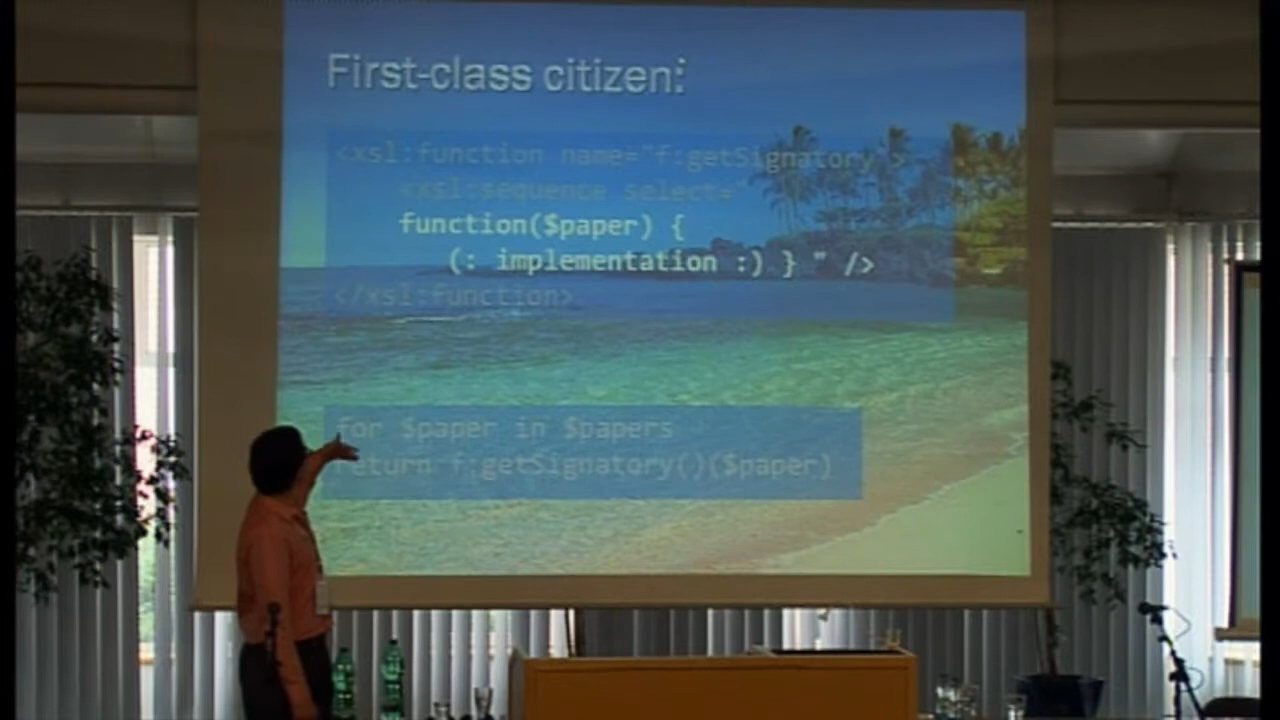 First-class citizen:
<xsl:function name="f:getSignatory">
<xsl:sequence select="
function($paper) {
(: implementation :) } " />
</xsl:function>
for $paper in $papers
return f:getSignatory()($paper)